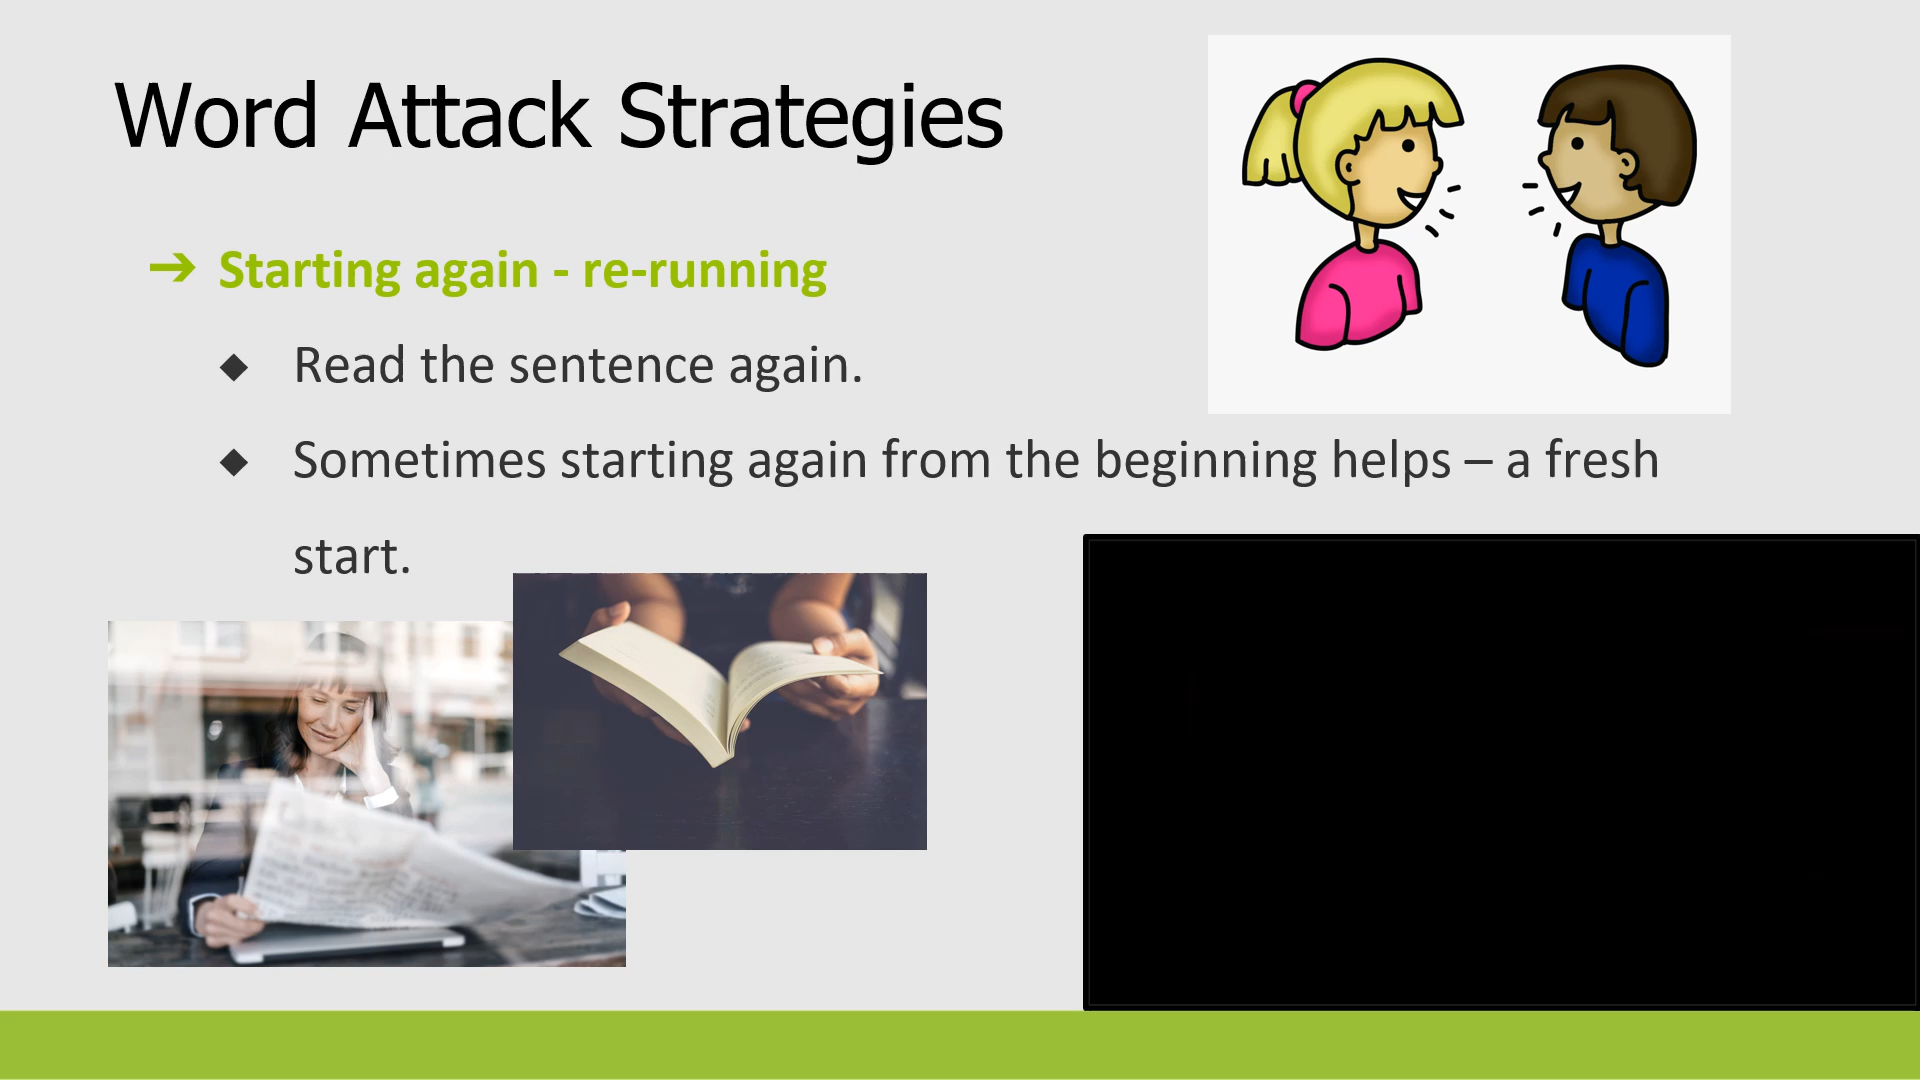 Word Attack Strategies
➔ Starting again - re-running
◆ Read the sentence again.
◆ Sometimes starting again from the beginning helps – a fresh
start.